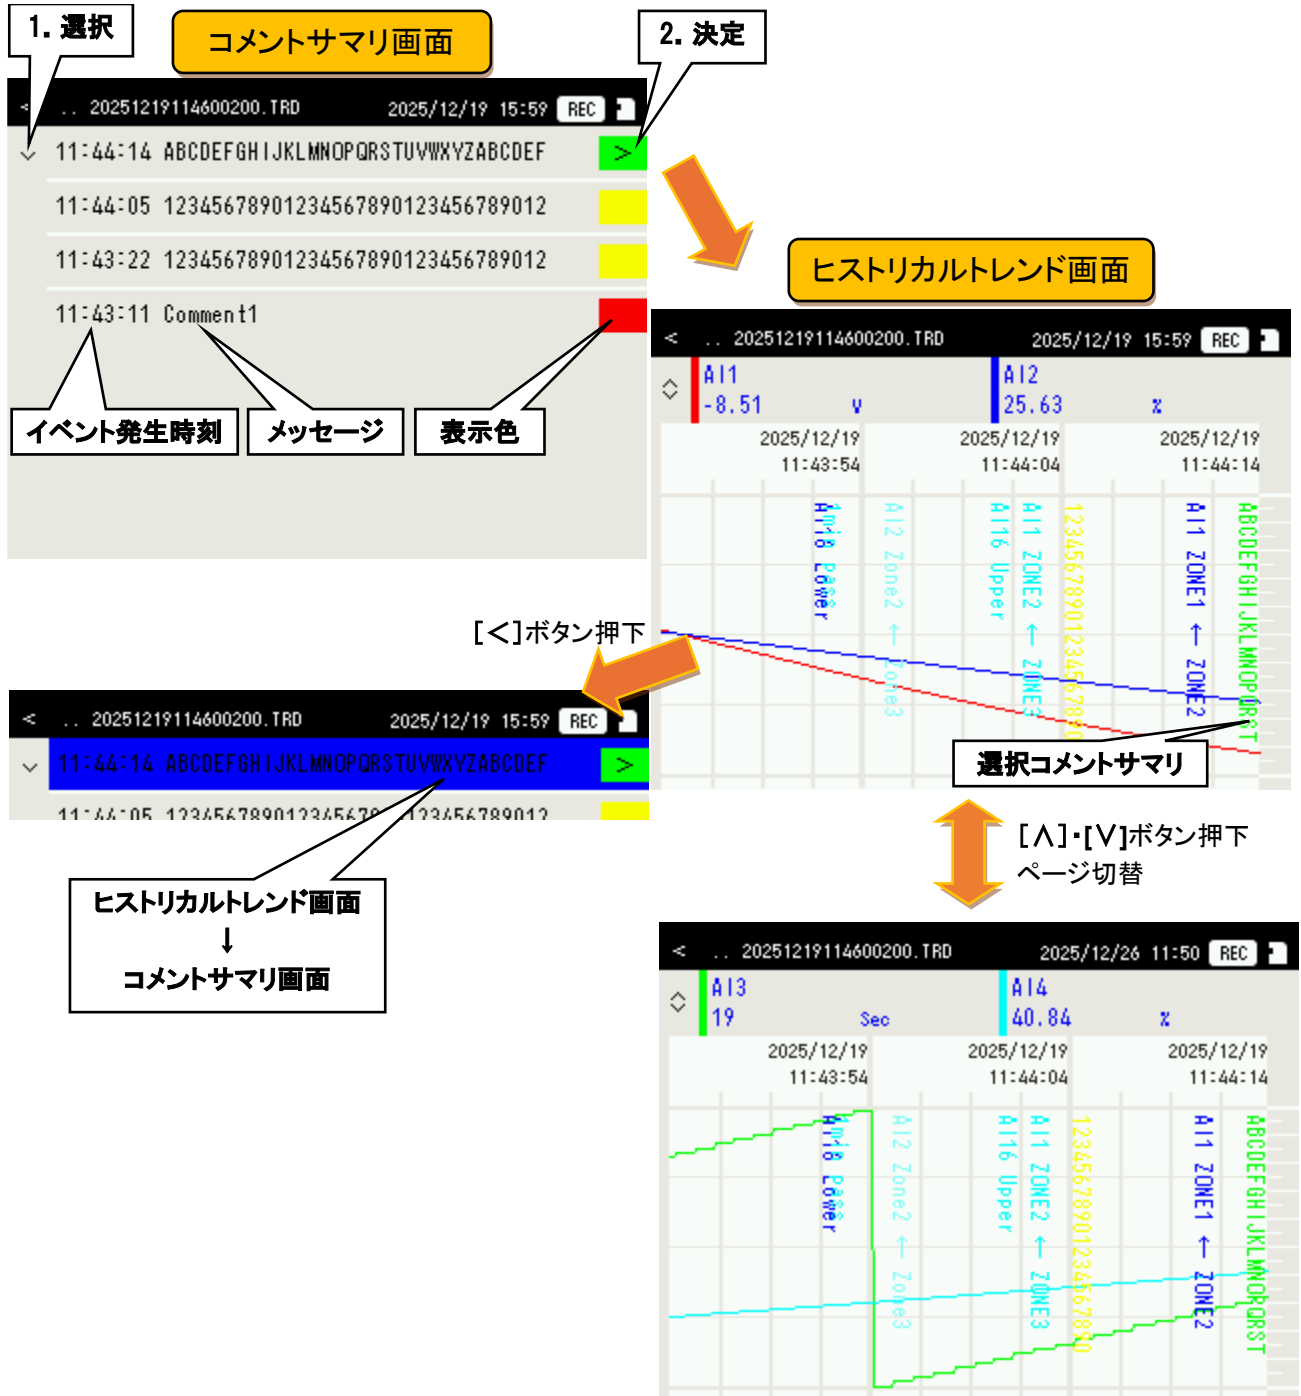 1. 選択
コメントサマリ画面
2. 決定
< .. 20251219114600200.TRD 2025/12/19 15:59 REC
11:44:14 ABCDEFGHIJKLMNOPQRSTUVWXYZABCDEF >
11:44:05 12345678901234567890123456789012
11:43:22 12345678901234567890123456789012
11:43:11 Comment1
イベント発生時刻
メッセージ
表示色
ヒストリカルトレンド画面
< .. 20251219114600200.TRD 2025/12/19 15:59 REC
AI1 AI2
-8.51 V 25.63 %
2025/12/19 2025/12/19 2025/12/19
11:43:54 11:44:04 11:44:14
AI16 Lower
1min Pass
AI2 Zone2 ← Zone3
AI16 Upper
AI1 ZONE2 ← ZONE3
12345678901234567890
AI1 ZONE1 ← ZONE2
ABCDEFGHIJKLMNOPQRST
選択コメントサマリ
[<]ボタン押下
< .. 20251219114600200.TRD 2025/12/19 15:59 REC
11:44:14 ABCDEFGHIJKLMNOPQRSTUVWXYZABCDEF >
11:44:05
ヒストリカルトレンド画面
↓
コメントサマリ画面
[∧]・[∨]ボタン押下
ページ切替
< .. 20251219114600200.TRD 2025/12/26 11:50 REC
AI3 AI4
19 Sec 40.84 %
2025/12/19 2025/12/19 2025/12/19
11:43:54 11:44:04 11:44:14
AI16 Lower
1min Pass
AI2 Zone2 ← Zone3
AI16 Upper
AI1 ZONE2 ← ZONE3
12345678901234567890
AI1 ZONE1 ← ZONE2
ABCDEFGHIJKLMNOPQRST